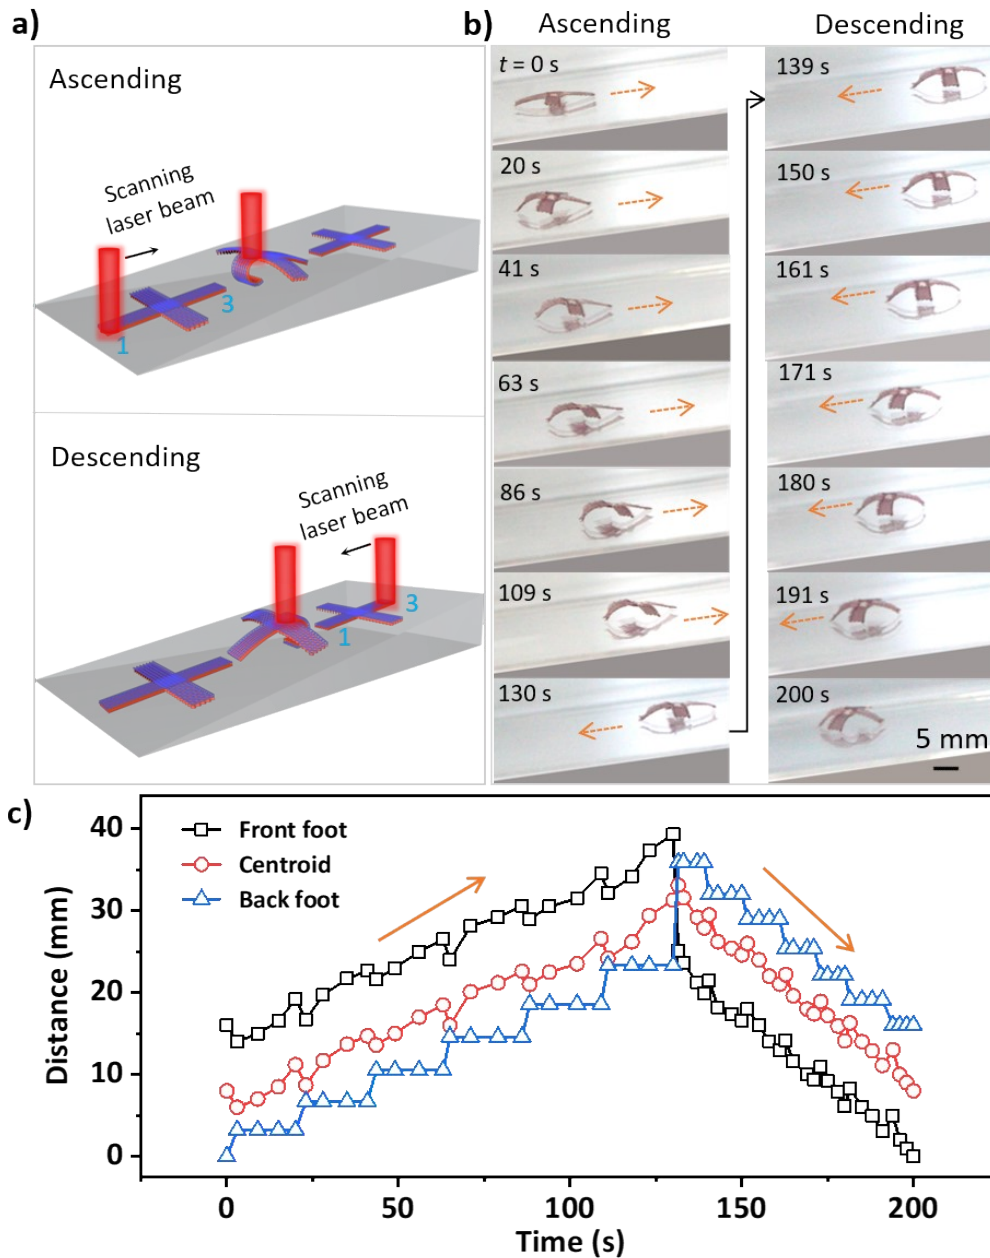 a)
Ascending
Scanning
laser beam
1
3
Descending
Scanning
laser beam
3
1
b)
Ascending
Descending
t = 0 s
20 s
41 s
63 s
86 s
109 s
130 s
139 s
150 s
161 s
171 s
180 s
191 s
200 s
5 mm
c)
Front foot
Centroid
Back foot
Distance (mm)
40
30
20
10
0
0
50
100
150
200
Time (s)